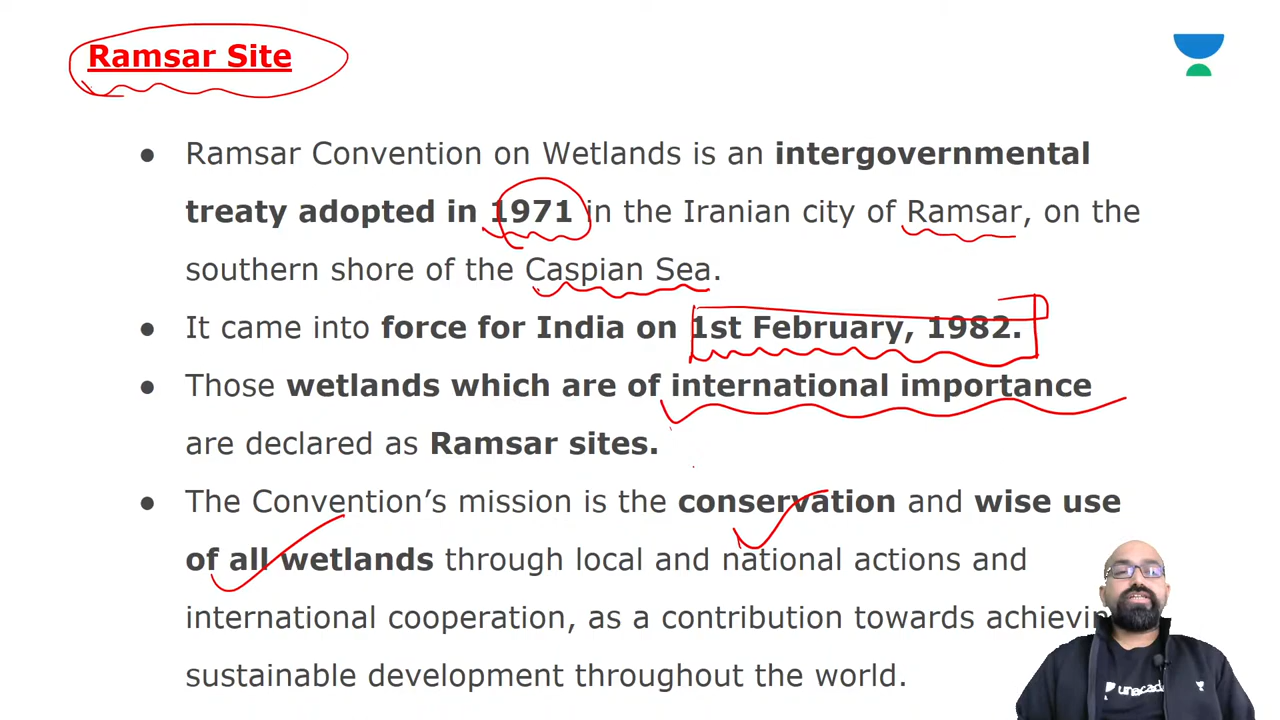 Ramsar Site
● Ramsar Convention on Wetlands is an intergovernmental
treaty adopted in 1971 in the Iranian city of Ramsar, on the
southern shore of the Caspian Sea.
● It came into force for India on 1st February, 1982.
● Those wetlands which are of international importance
are declared as Ramsar sites.
● The Convention’s mission is the conservation and wise use
of all wetlands through local and national actions and
international cooperation, as a contribution towards
sustainable development throughout the world.